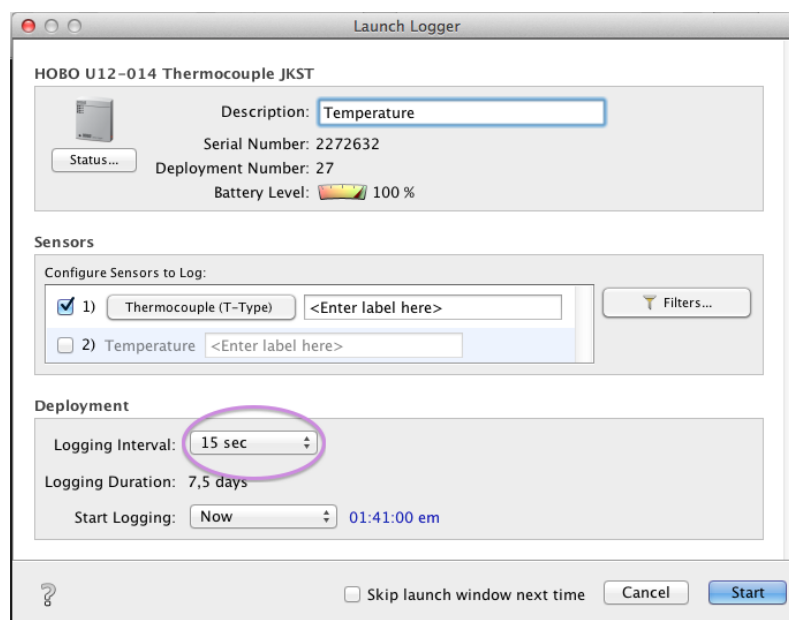 Launch Logger
HOBO U12-014 Thermocouple JKST
Description: Temperature
Serial Number: 2272632
Status...
Deployment Number: 27
Battery Level: 100 %
Sensors
Configure Sensors to Log:
1) Thermocouple (T-Type) <Enter label here>
Filters...
2) Temperature <Enter label here>
Deployment
Logging Interval: 15 sec
Logging Duration: 7,5 days
Start Logging: Now 01:41:00 em
? Skip launch window next time Cancel Start